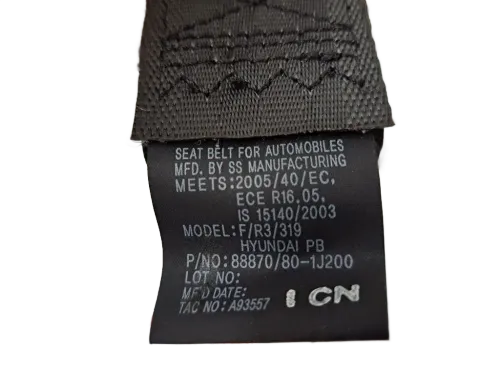 SEAT BELT FOR AUTOMOBILES
MFD. BY SS MANUFACTURING
MEETS:2005/40/EC,
ECE R16.05,
IS 15140/2003
MODEL: F/R3/319
HYUNDAI PB
P/NO:88870/80-1J200
LOT NO:
MF'D DATE: I CN
TAC NO: A93557